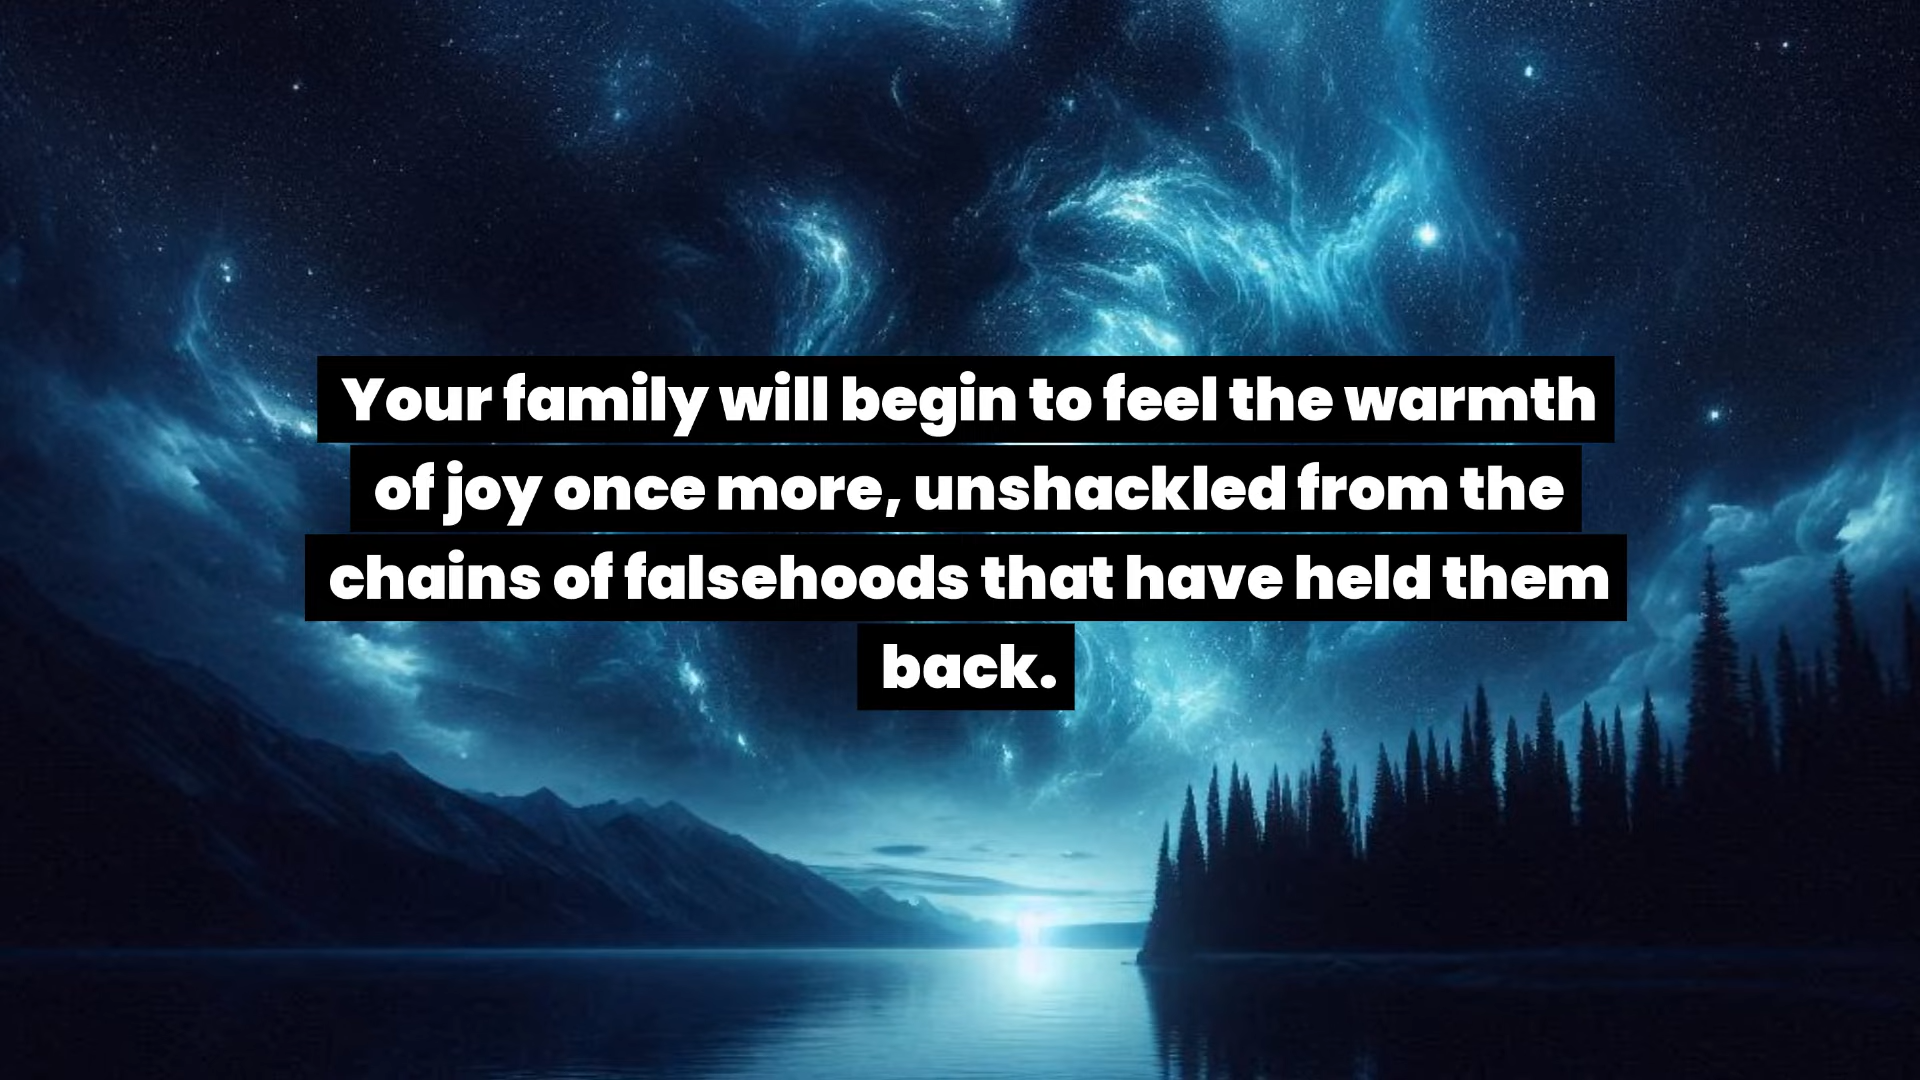 Your family will begin to feel the warmth
of joy once more, unshackled from the
chains of falsehoods that have held them
back.